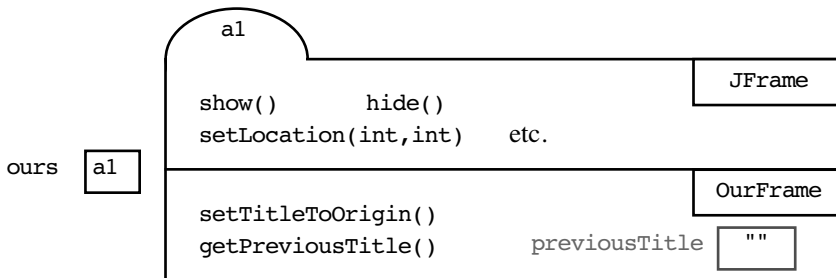 a1
JFrame
show() hide()
setLocation(int,int) etc.
ours a1
OurFrame
setTitleToOrigin()
getPreviousTitle() previousTitle ""